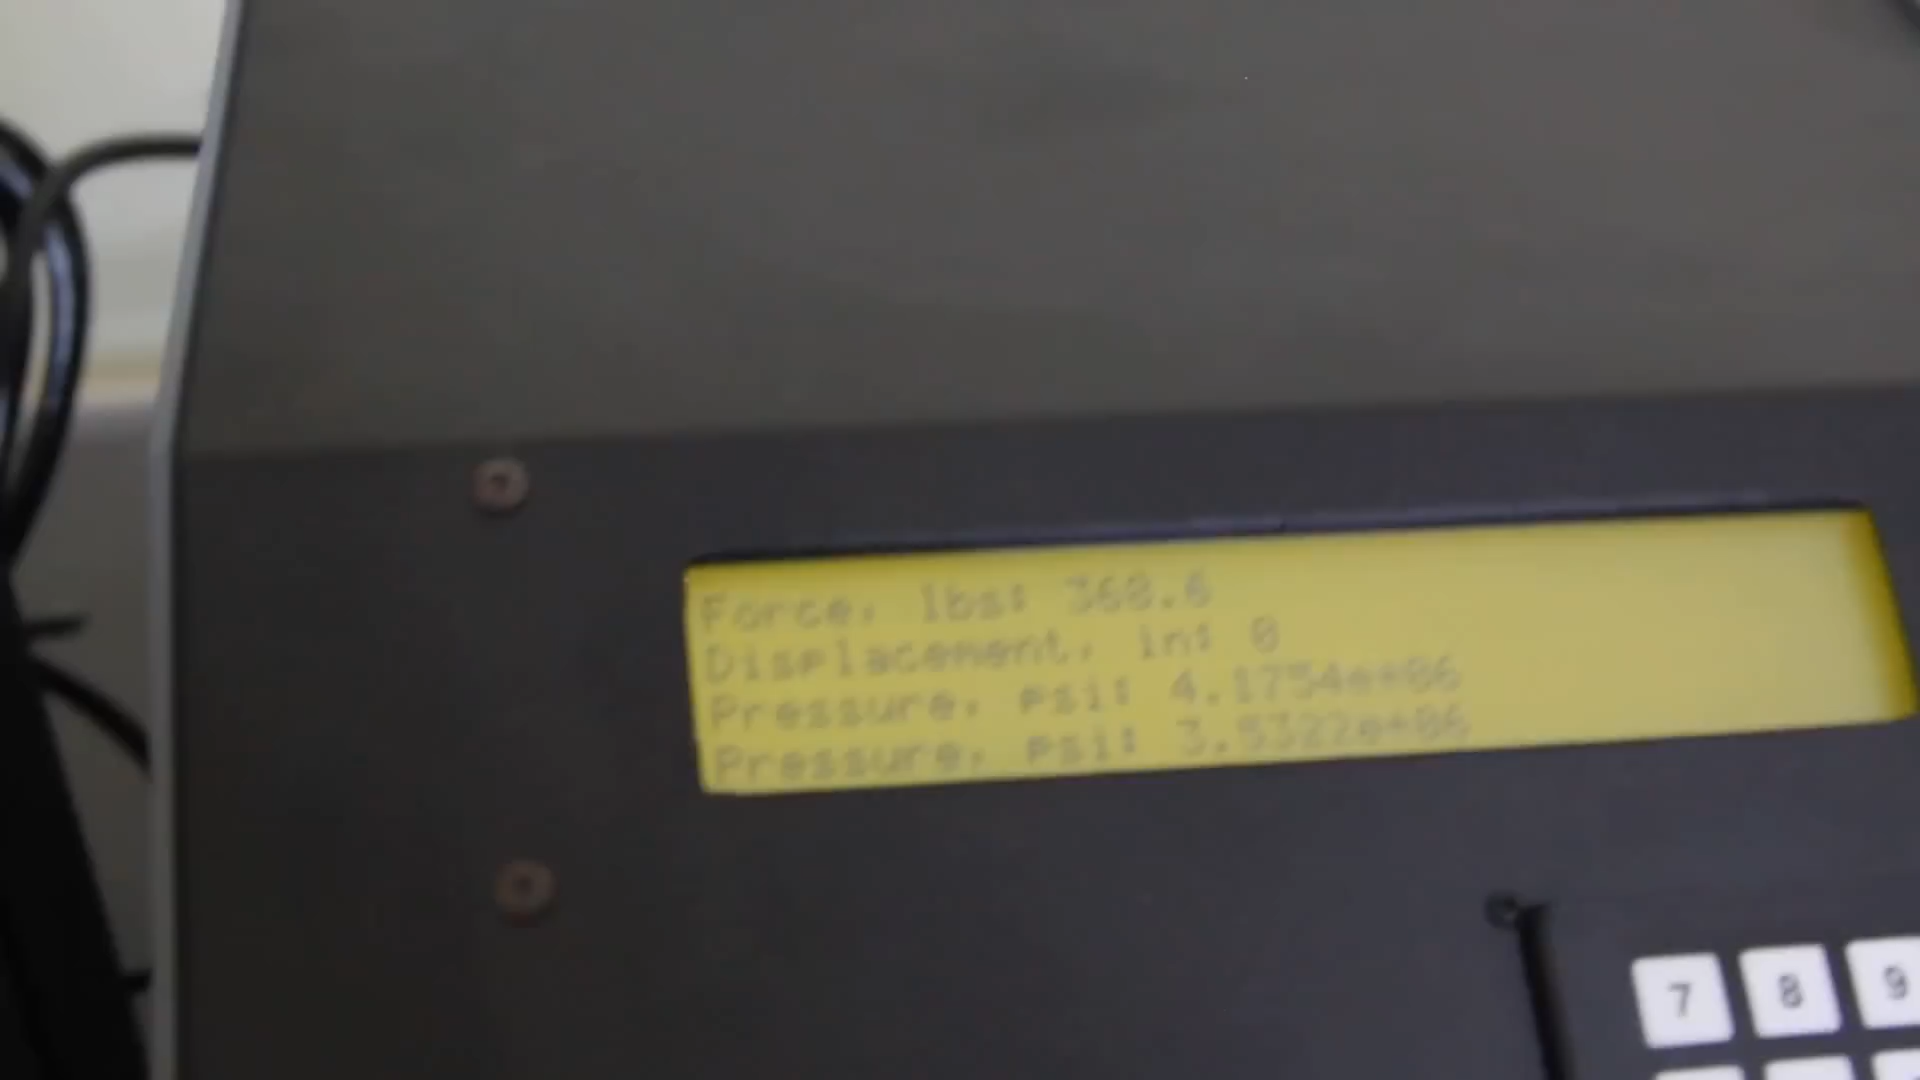 Force, lbs: 360.6
Displacement, in: 0
Pressure, psi: 4.1754e+06
Pressure, psi: 3.5322e+06
7 8 9